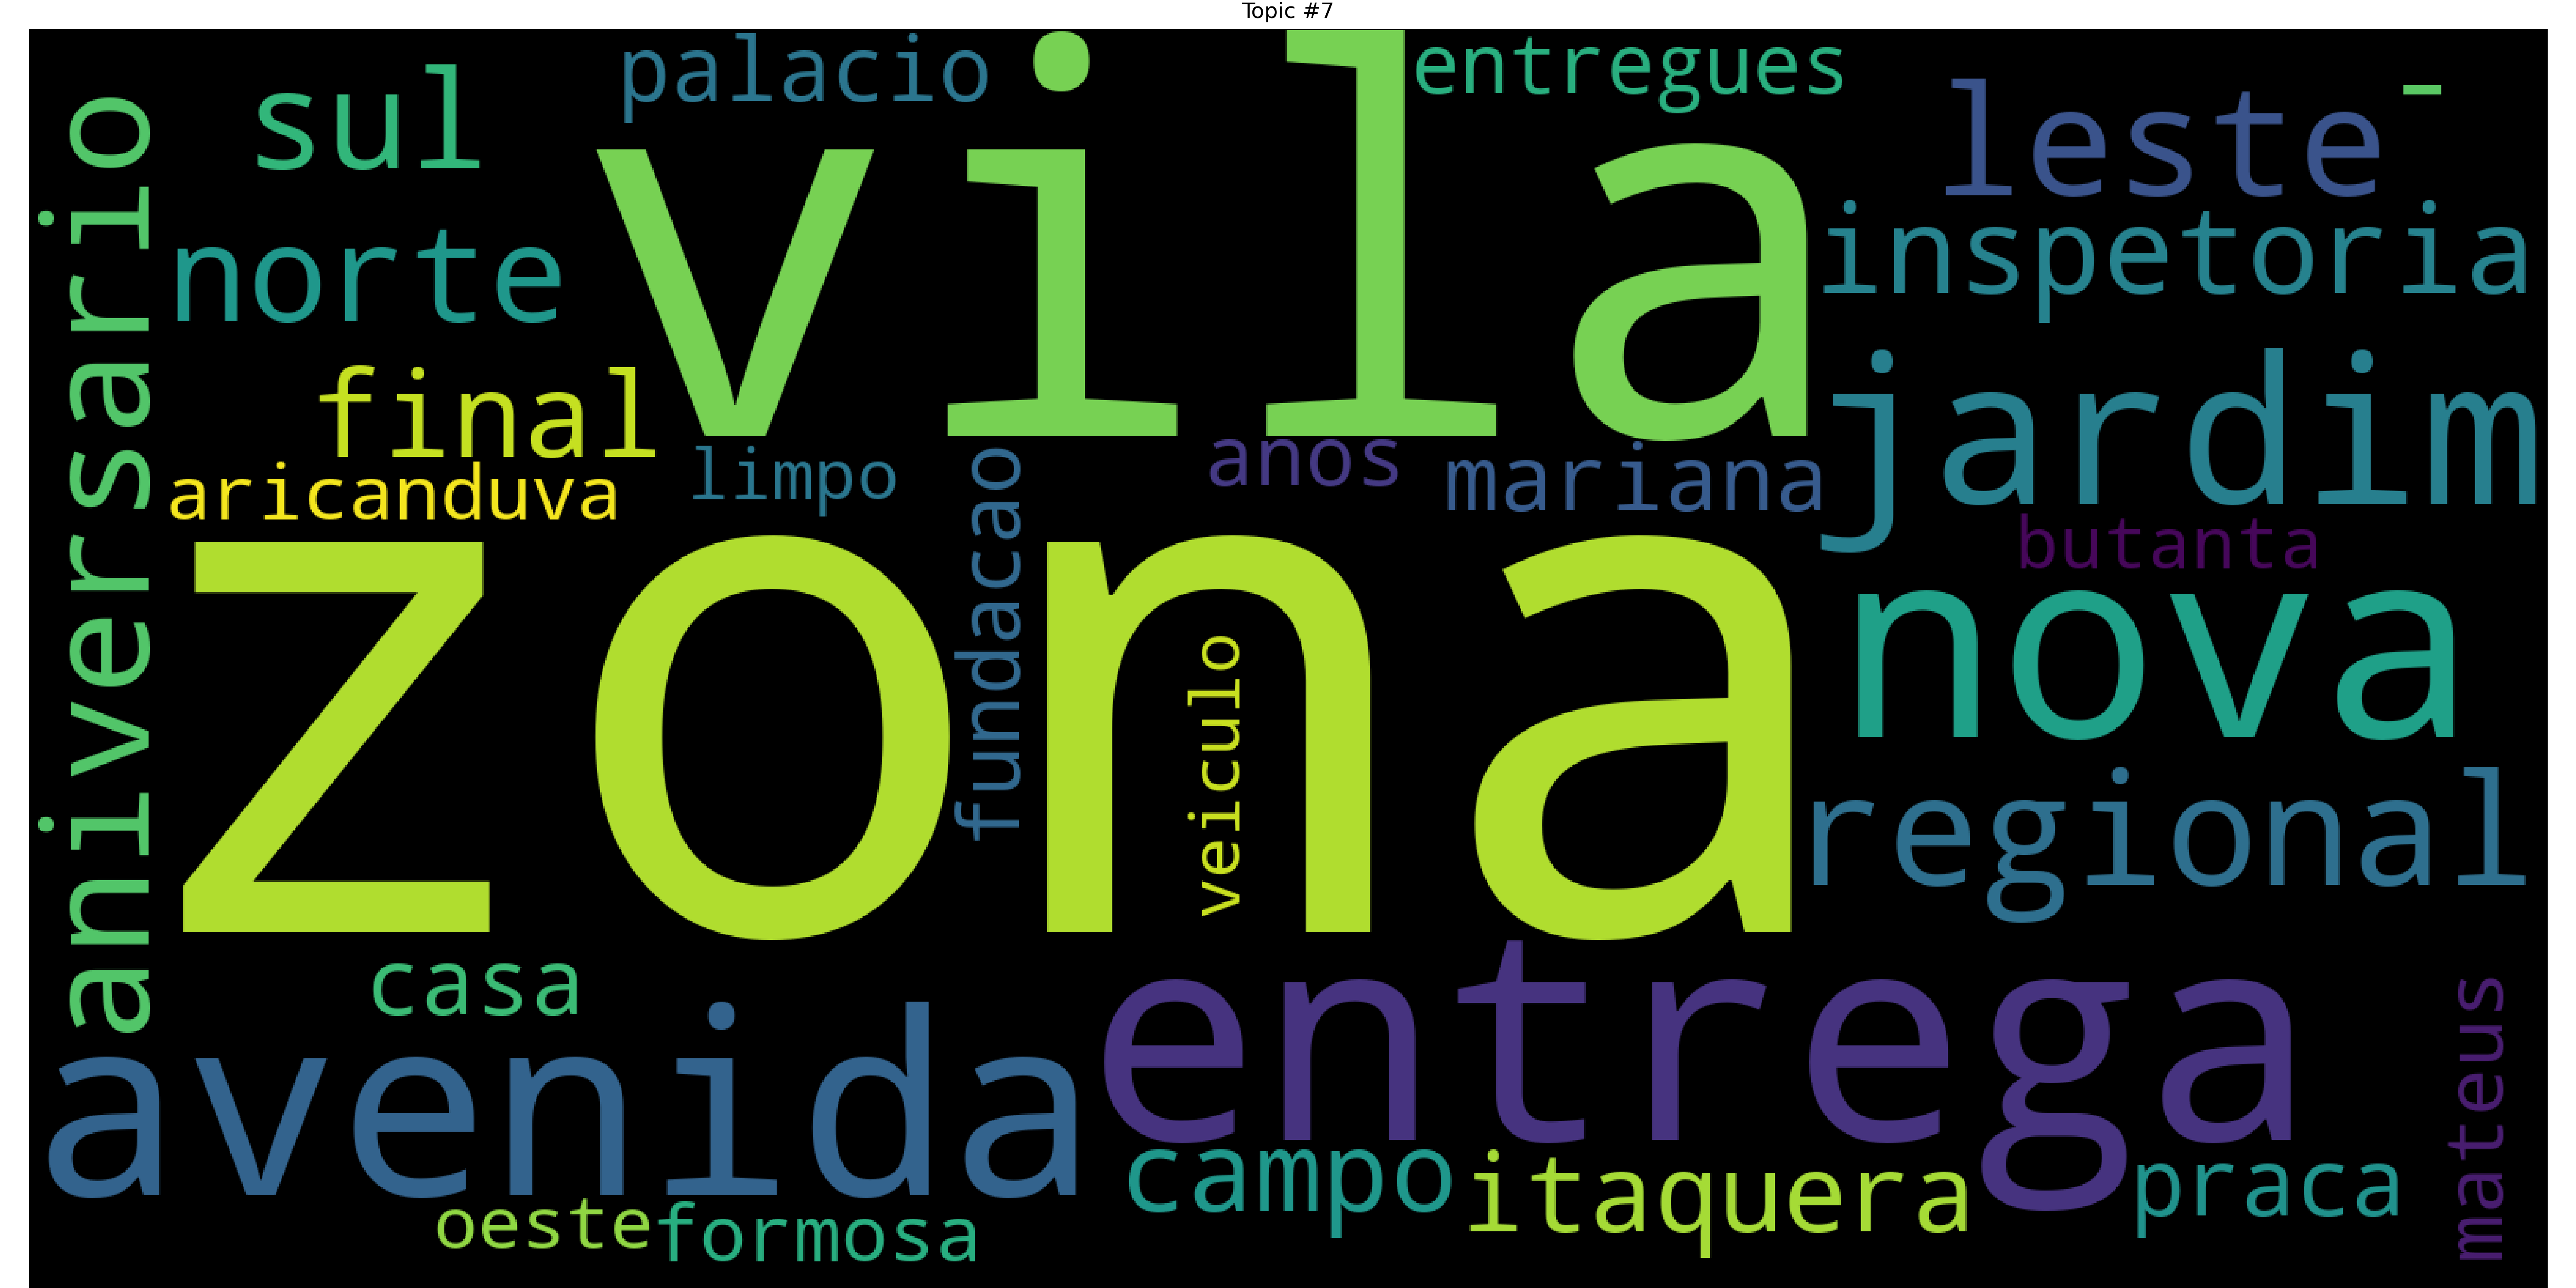 Topic #7
palacio
entregues
sul
vila
leste
-
aniversario
norte
inspetoria
final
jardim
aricanduva
limpo
fundacao
anos
mariana
butanta
zona
veiculo
nova
regional
casa
entrega
avenida
mateus
campo
itaquera
praca
oeste
formosa